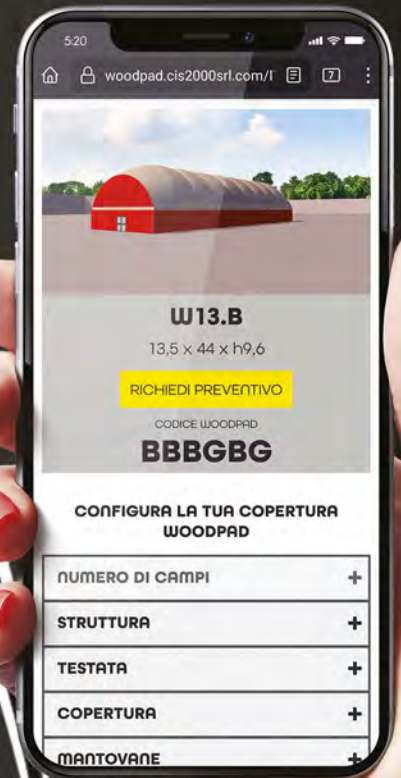 5:20
woodpad.cis2000srl.com/l
7
W13.B
13,5 x 44 x h9,6
RICHIEDI PREVENTIVO
CODICE WOODPAD
BBBGBG
CONFIGURA LA TUA COPERTURA
WOODPAD
NUMERO DI CAMPI +
STRUTTURA +
TESTATA +
COPERTURA +
MANTOVANE +